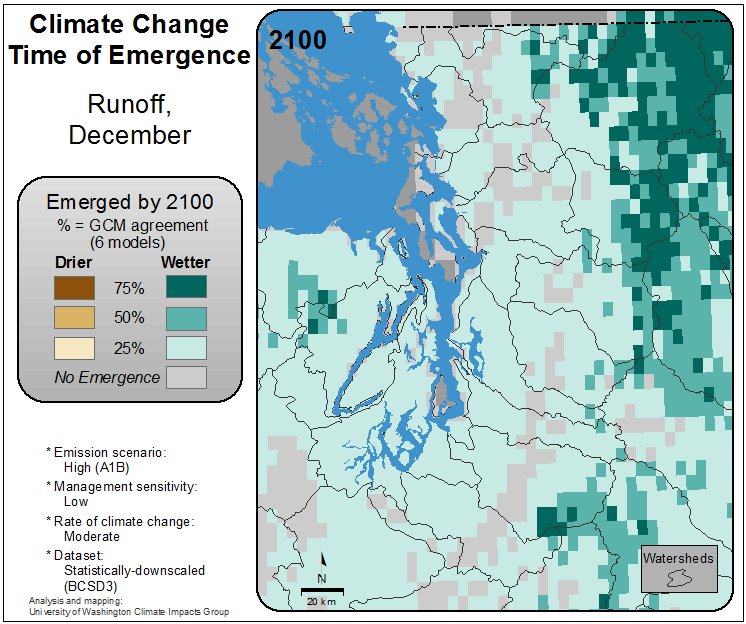 Climate Change
Time of Emergence
Runoff,
December
Emerged by 2100
% = GCM agreement
(6 models)
Drier Wetter
75%
50%
25%
No Emergence
* Emission scenario:
High (A1B)
* Management sensitivity:
Low
* Rate of climate change:
Moderate
* Dataset:
Statistically-downscaled
(BCSD3)
Analysis and mapping:
University of Washington Climate Impacts Group
2100
N
20 km
Watersheds